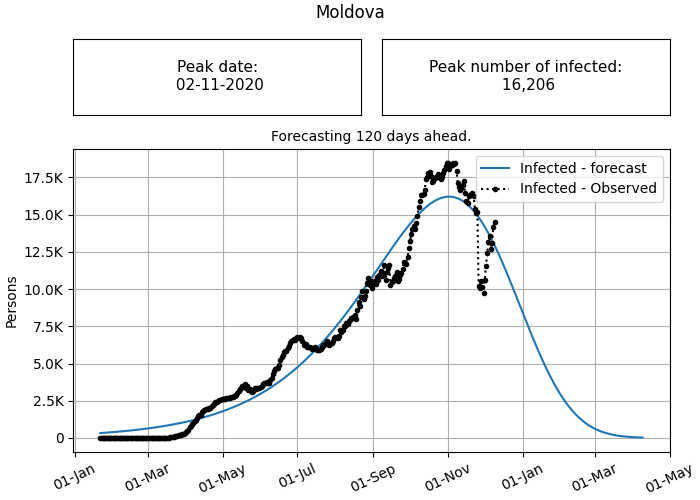 Moldova
Peak date:
02-11-2020
Peak number of infected:
16,206
Forecasting 120 days ahead.
Infected - forecast
Infected - Observed
17.5K
15.0K
12.5K
10.0K
7.5K
5.0K
2.5K
0
Persons
01-Jan
01-Mar
01-May
01-Jul
01-Sep
01-Nov
01-Jan
01-Mar
01-May